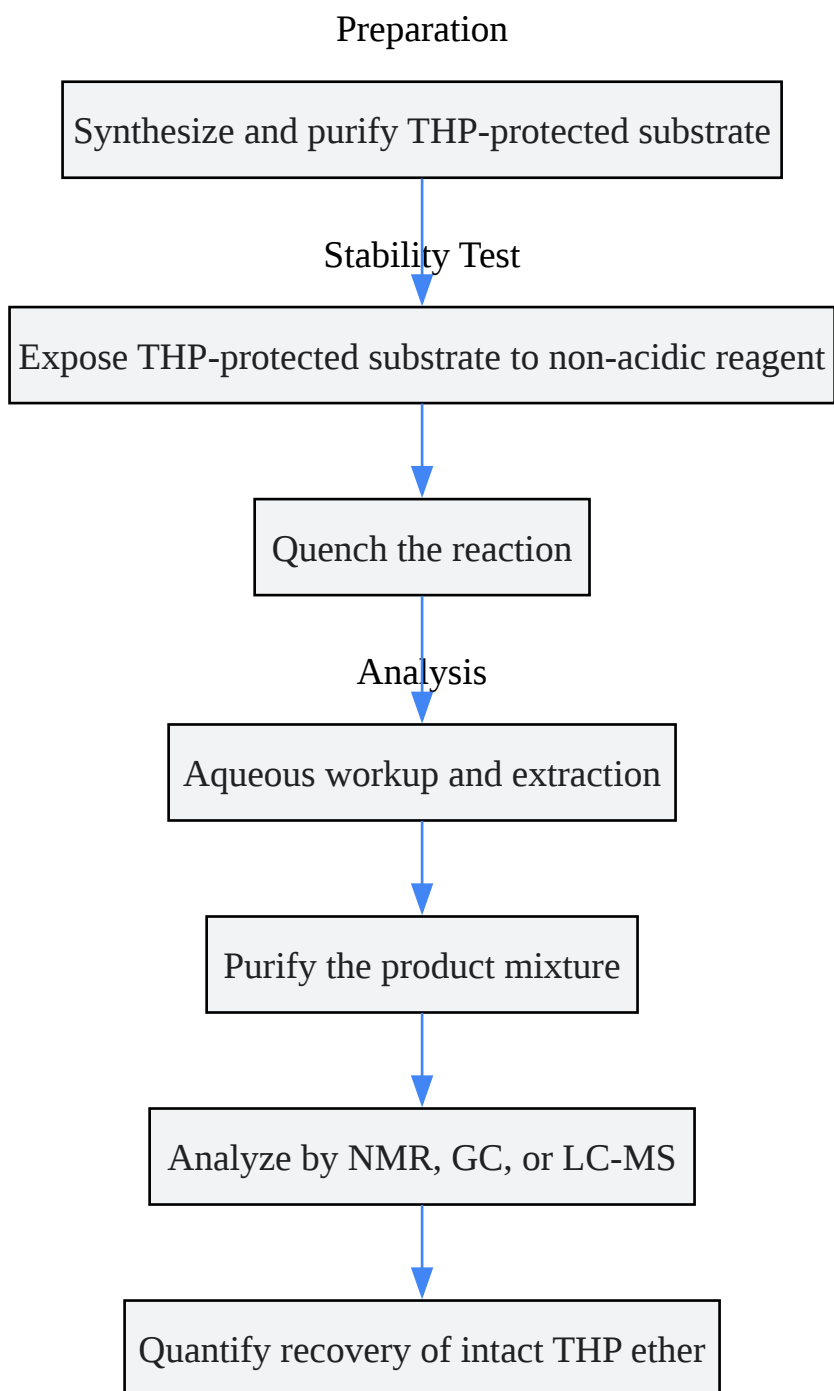 Preparation
Synthesize and purify THP-protected substrate
Stability Test
Expose THP-protected substrate to non-acidic reagent
Quench the reaction
Analysis
Aqueous workup and extraction
Purify the product mixture
Analyze by NMR, GC, or LC-MS
Quantify recovery of intact THP ether